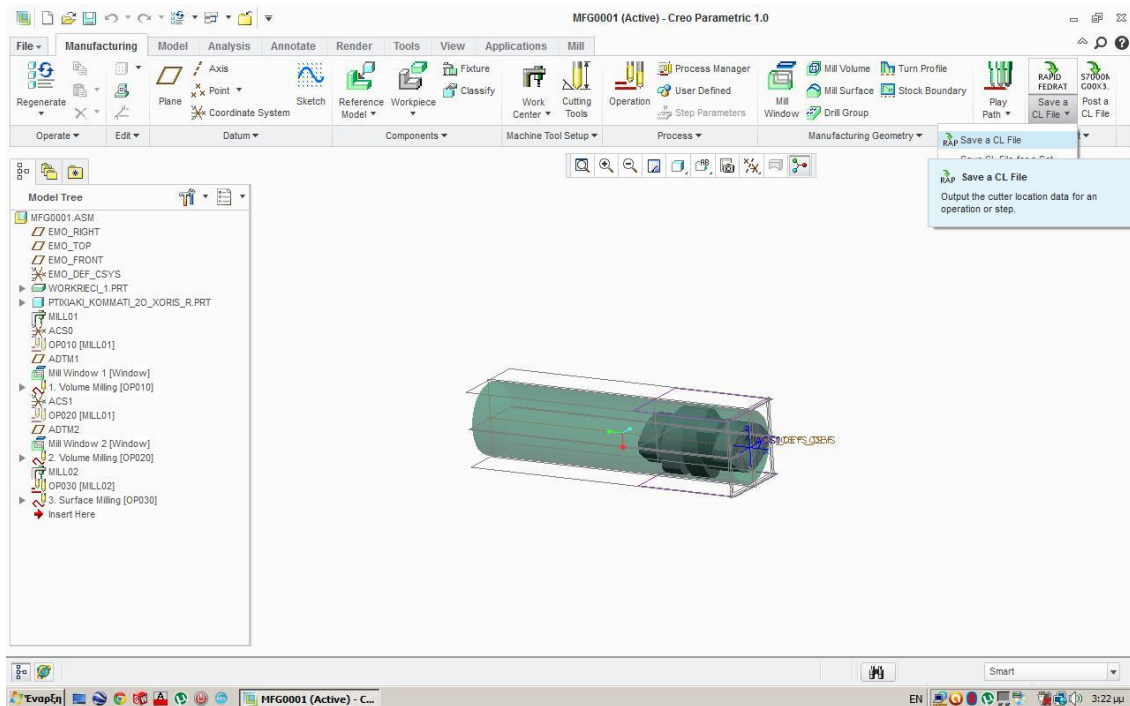 MFG0001 (Active) - Creo Parametric 1.0
File Manufacturing Model Analysis Annotate Render Tools View Applications Mill
Regenerate
Plane
Axis
Point
Coordinate System
Sketch
Reference Model
Workpiece
Fixture
Classify
Work Center
Cutting Tools
Operation
Process Manager
User Defined
Step Parameters
Mill Window
Mill Volume
Mill Surface
Drill Group
Turn Profile
Stock Boundary
Play Path
RAPID
FEDRAT
Save a
CL File
G00X3.
Post a
CL File
Operate Edit Datum Components Machine Tool Setup Process Manufacturing Geometry
RAP Save a CL File
RAP Save a CL File
Output the cutter location data for an
operation or step.
Model Tree
MFG0001.ASM
EMO_RIGHT
EMO_TOP
EMO_FRONT
EMO_DEF_CSYS
WORKRIECI_1.PRT
PTIXIAKI_KOMMATI_2O_XORIS_R.PRT
MILL01
ACS0
OP010 [MILL01]
ADTM1
Mill Window 1 [Window]
1. Volume Milling [OP010]
ACS1
OP020 [MILL01]
ADTM2
Mill Window 2 [Window]
2. Volume Milling [OP020]
MILL02
OP030 [MILL02]
3. Surface Milling [OP030]
Insert Here
Smart
Έναρξη
MFG0001 (Active) - C...
EN
3:22 μμ